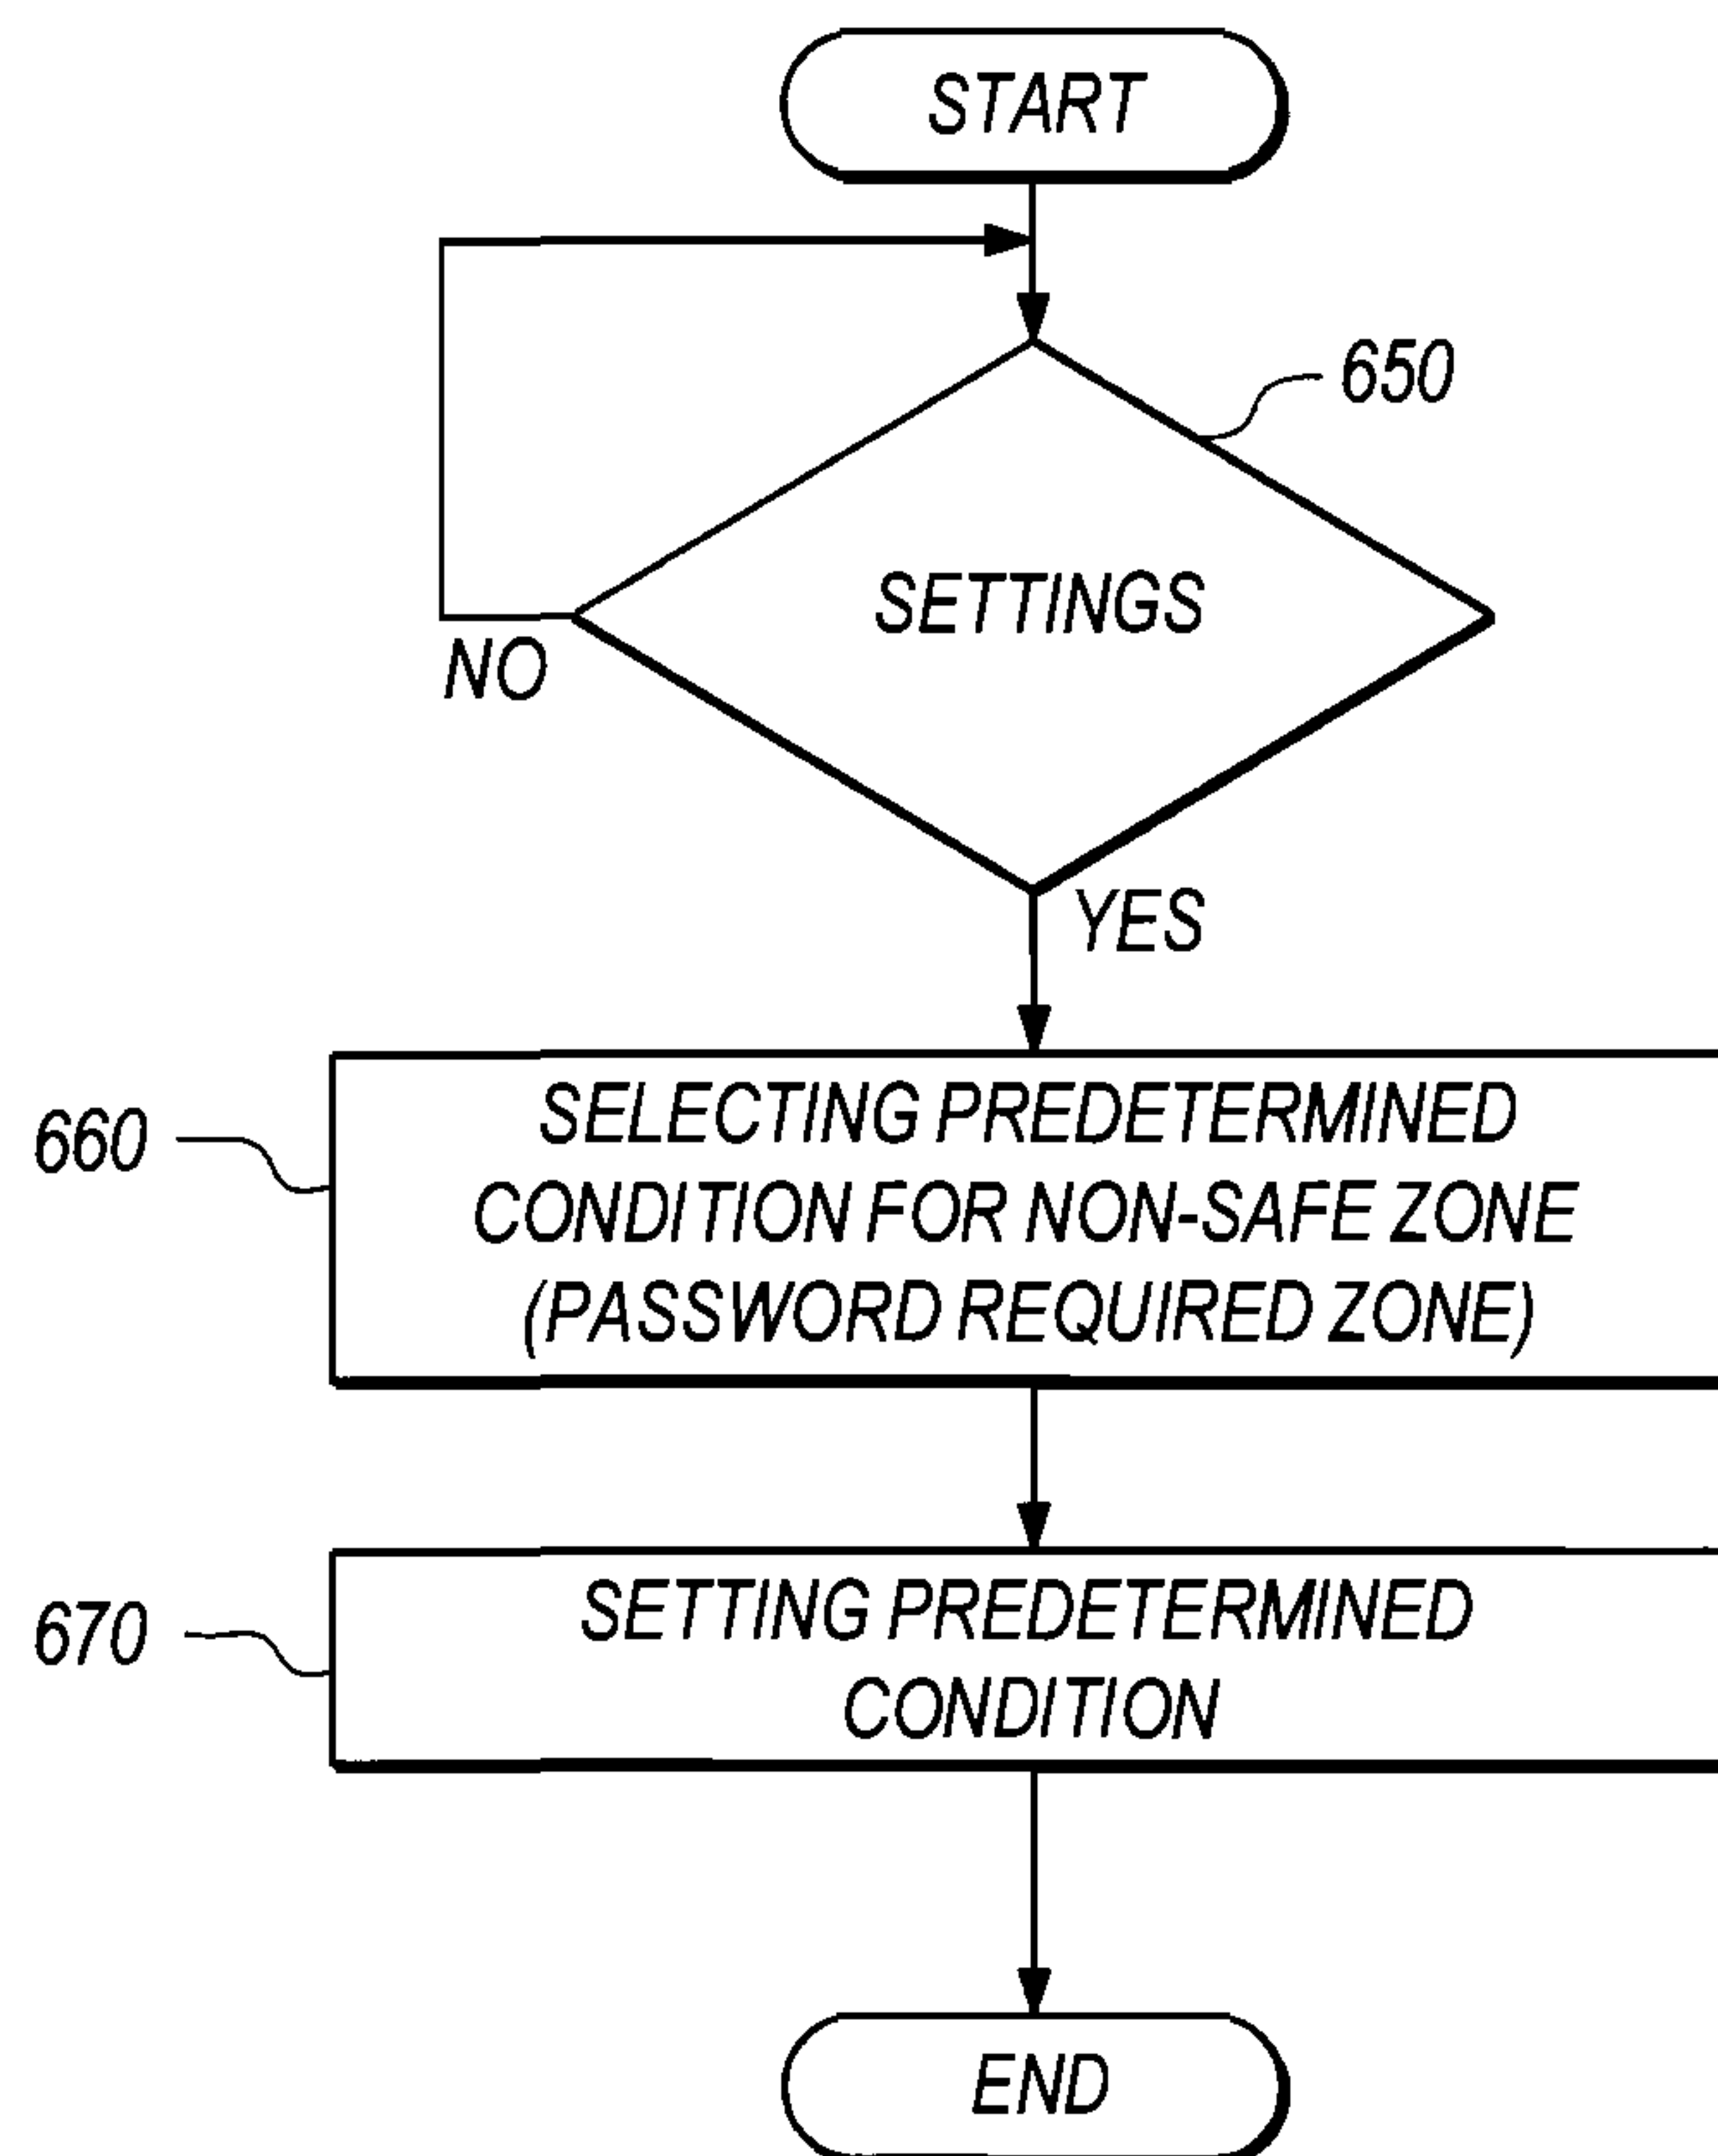 START
650
SETTINGS
NO
YES
660
SELECTING PREDETERMINED
CONDITION FOR NON-SAFE ZONE
(PASSWORD REQUIRED ZONE)
670
SETTING PREDETERMINED
CONDITION
END